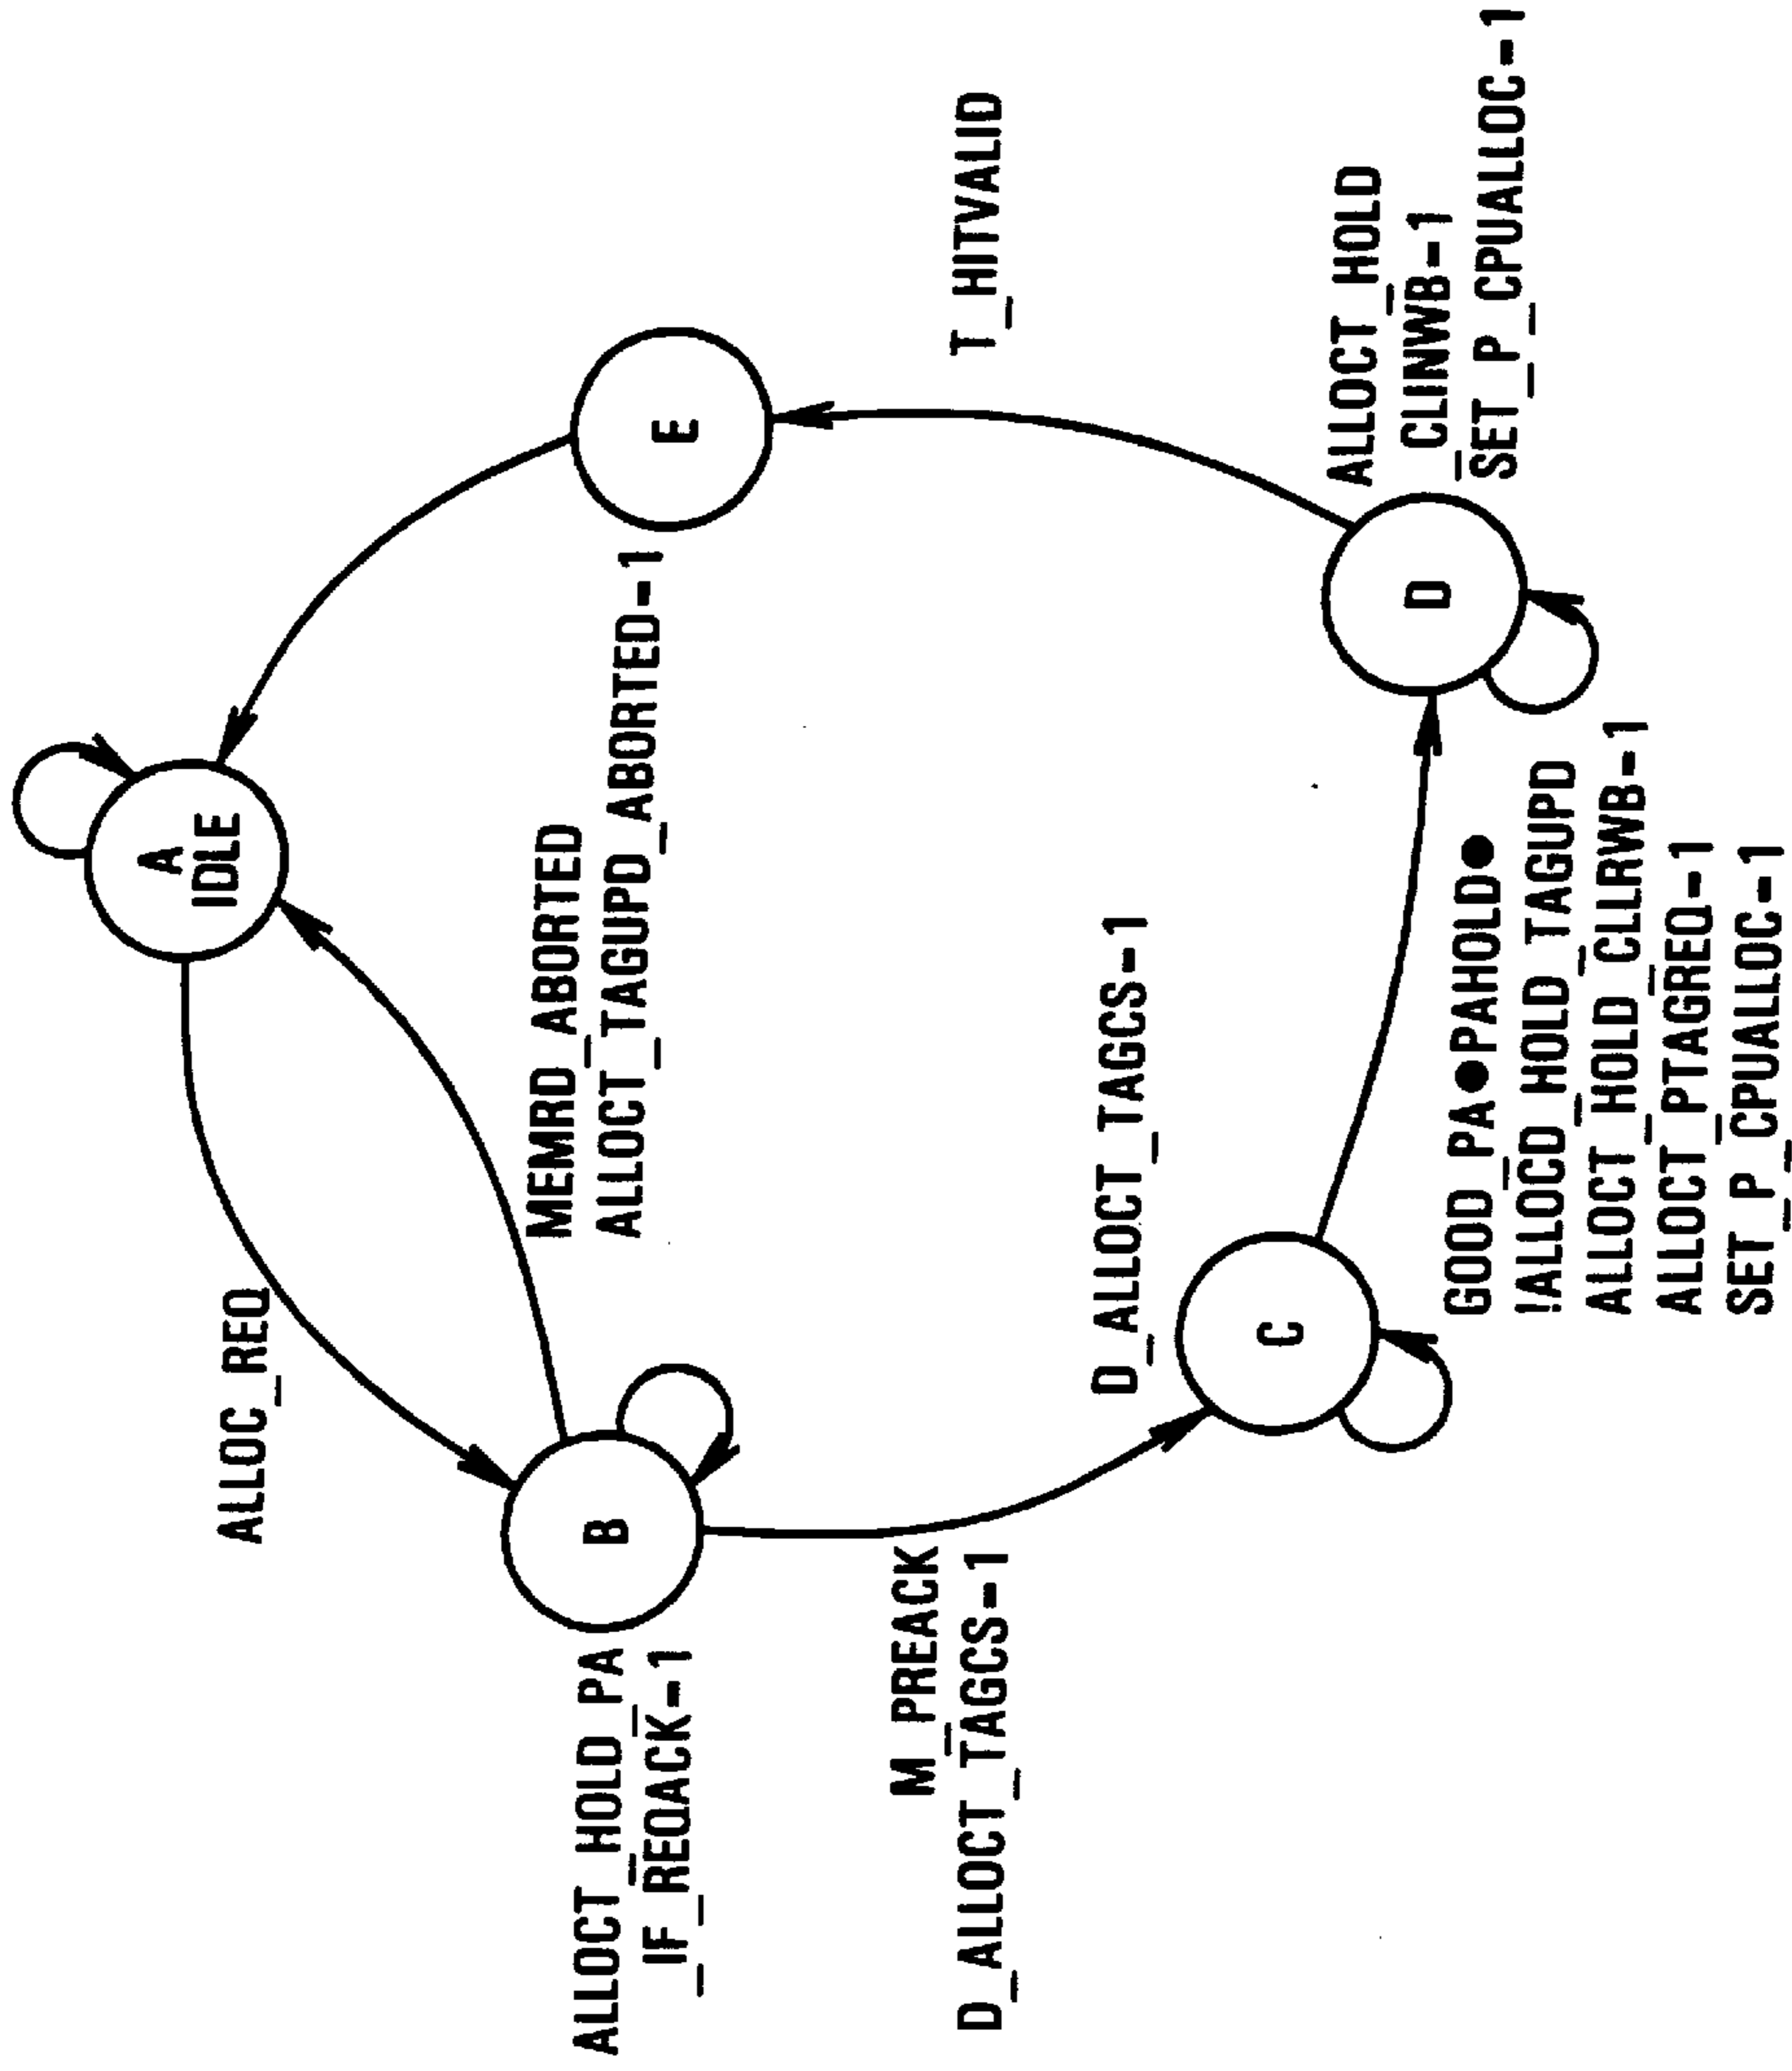 A
IDLE
ALLOC_REQ
MEMRD_ABORTED
ALLOCT_TAGUPD_ABORTED-1
ALLOCT_HOLD_PA
_IF_REQACK-1
B
E
M_PREACK
D_ALLOCT_TAGCS-1
T_HITVALID
D_ALLOCT_TAGCS-1
C
ALLOCT_HOLD
_CLINWB-1
SET_P_CPUALLOC-1
D
GOOD_PA●PAHOLD●
!ALLOCD_HOLD_TAGUPD
ALLOCT_HOLD_CLLRWB-1
ALLOCT_PTAGREQ-1
SET_P_CPUALLOC-1